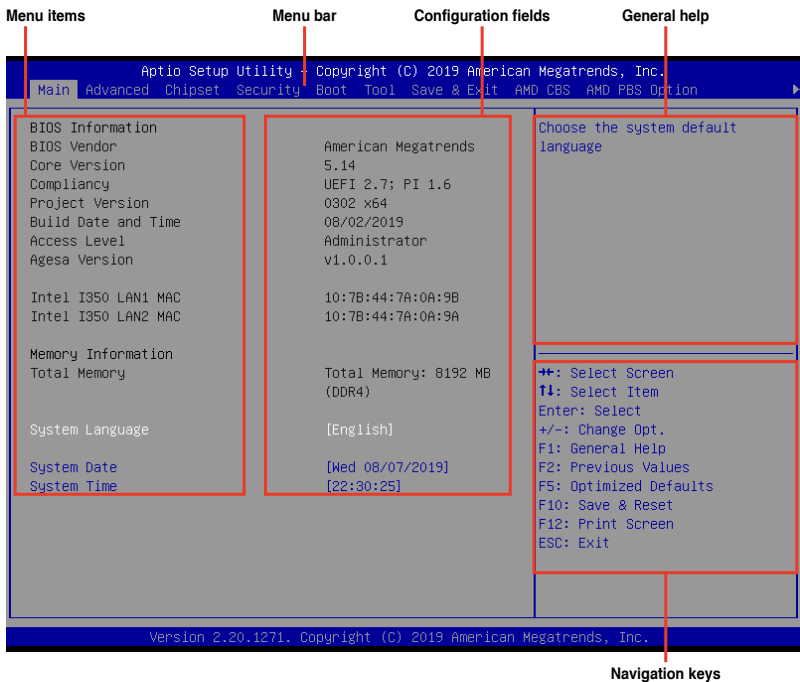 Menu items Menu bar Configuration fields General help
Aptio Setup Utility - Copyright (C) 2019 American Megatrends, Inc.
Main Advanced Chipset Security Boot Tool Save & Exit AMD CBS AMD PBS Option
BIOS Information
BIOS Vendor American Megatrends
Core Version 5.14
Compliancy UEFI 2.7; PI 1.6
Project Version 0302 x64
Build Date and Time 08/02/2019
Access Level Administrator
Agesa Version v1.0.0.1
Intel I350 LAN1 MAC 10:7B:44:7A:0A:9B
Intel I350 LAN2 MAC 10:7B:44:7A:0A:9A
Memory Information
Total Memory Total Memory: 8192 MB
(DDR4)
System Language [English]
System Date [Wed 08/07/2019]
System Time [22:30:25]
Choose the system default
language
→←: Select Screen
↑↓: Select Item
Enter: Select
+/-: Change Opt.
F1: General Help
F2: Previous Values
F5: Optimized Defaults
F10: Save & Reset
F12: Print Screen
ESC: Exit
Version 2.20.1271. Copyright (C) 2019 American Megatrends, Inc.
Navigation keys